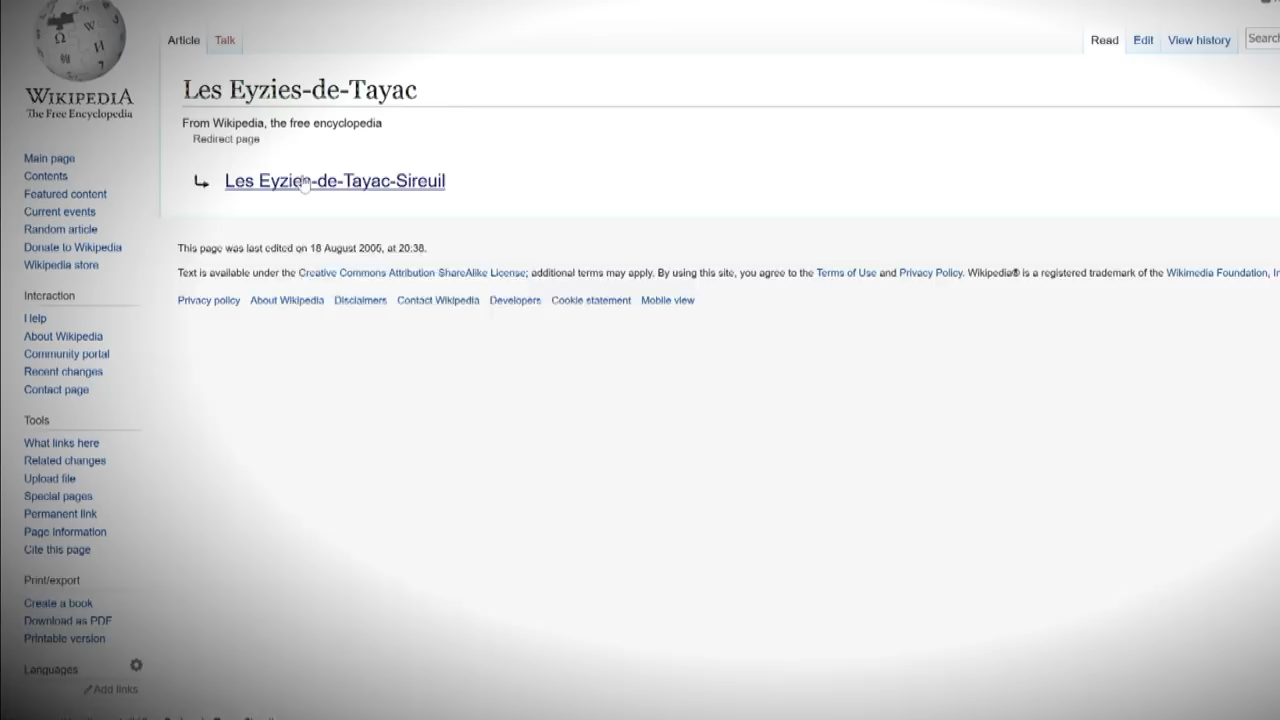 Article Talk Read Edit View history Search
WIKIPEDIA
The Free Encyclopedia
Les Eyzies-de-Tayac
From Wikipedia, the free encyclopedia
Redirect page
Les Eyzies-de-Tayac-Sireuil
This page was last edited on 18 August 2005, at 20:38.
Text is available under the Creative Commons Attribution-ShareAlike License; additional terms may apply. By using this site, you agree to the Terms of Use and Privacy Policy. Wikipedia® is a registered trademark of the Wikimedia Foundation, In
Privacy policy About Wikipedia Disclaimers Contact Wikipedia Developers Cookie statement Mobile view
Main page
Contents
Featured content
Current events
Random article
Donate to Wikipedia
Wikipedia store
Interaction
Help
About Wikipedia
Community portal
Recent changes
Contact page
Tools
What links here
Related changes
Upload file
Special pages
Permanent link
Page information
Cite this page
Print/export
Create a book
Download as PDF
Printable version
Languages
Add links